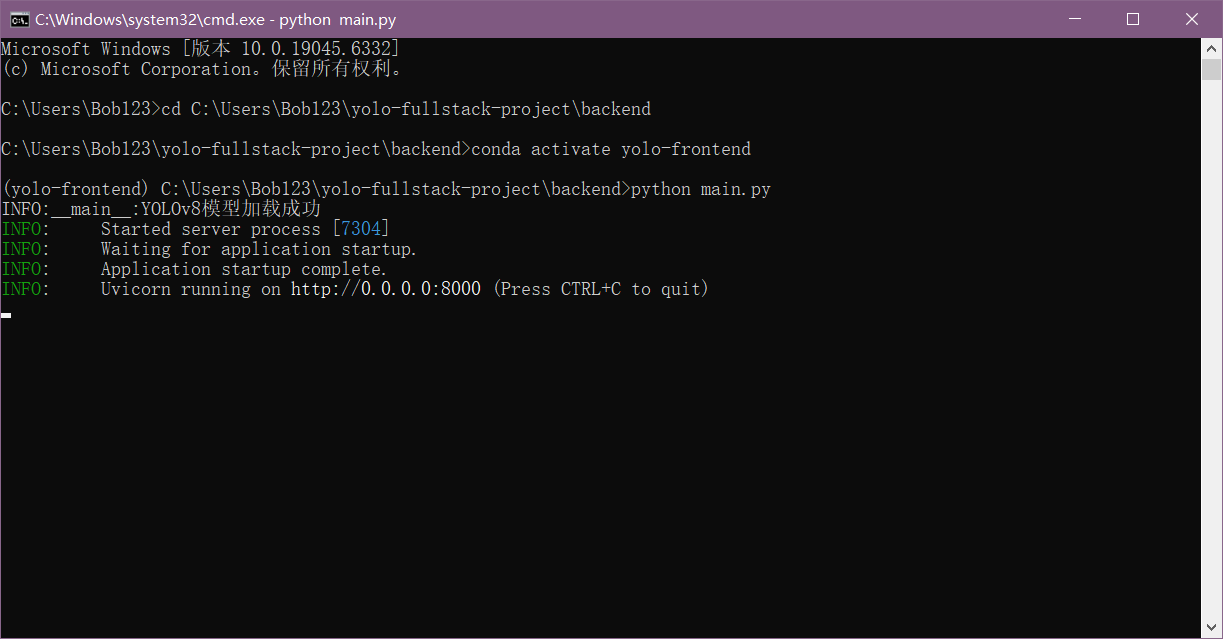 C:\Windows\system32\cmd.exe - python  main.py
Microsoft Windows [版本 10.0.19045.6332]
(c) Microsoft Corporation。保留所有权利。
C:\Users\Bob123>cd C:\Users\Bob123\yolo-fullstack-project\backend
C:\Users\Bob123\yolo-fullstack-project\backend>conda activate yolo-frontend
(yolo-frontend) C:\Users\Bob123\yolo-fullstack-project\backend>python main.py
INFO:__main__:YOLOv8模型加载成功
INFO:     Started server process [7304]
INFO:     Waiting for application startup.
INFO:     Application startup complete.
INFO:     Uvicorn running on http://0.0.0.0:8000 (Press CTRL+C to quit)